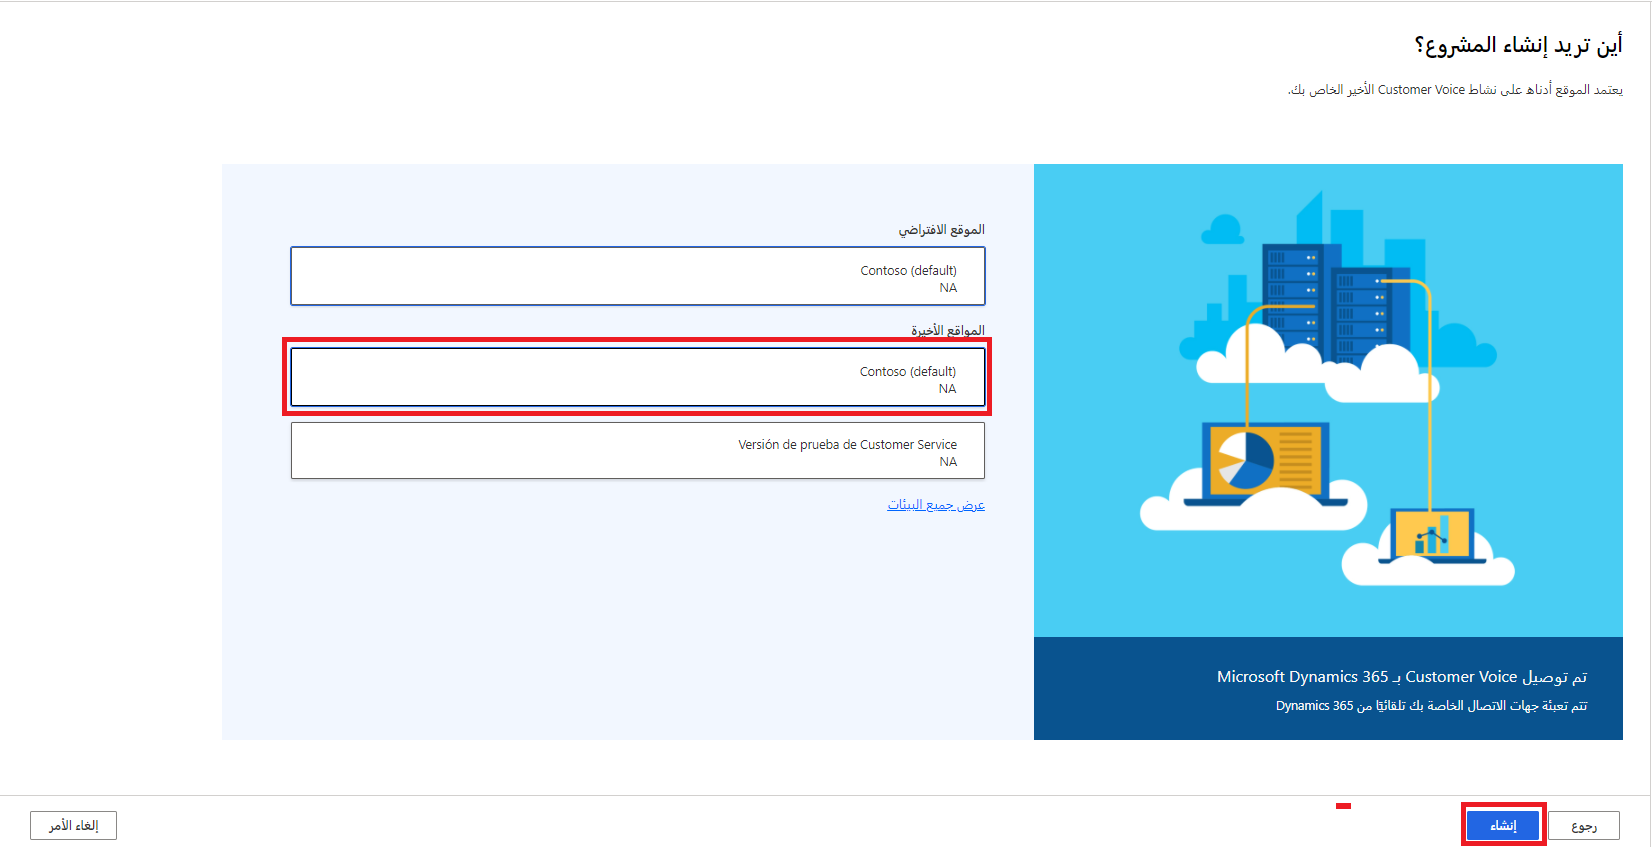 أين تريد إنشاء المشروع؟
يعتمد الموقع أدناه على نشاط Customer Voice الأخير الخاص بك.
تم توصيل Customer Voice بـ Microsoft Dynamics 365
تتم تعبئة جهات الاتصال الخاصة بك تلقائيًا من Dynamics 365
الموقع الافتراضي
Contoso (default)
NA
المواقع الأخيرة
Contoso (default)
NA
Versión de prueba de Customer Service
NA
عرض جميع البيئات
رجوع
إنشاء
إلغاء الأمر